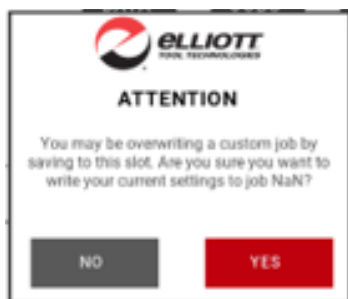 ELLIOTT
TOOL TECHNOLOGIES
ATTENTION
You may be overwriting a custom job by
saving to this slot. Are you sure you want to
write your current settings to job NaN?
NO
YES